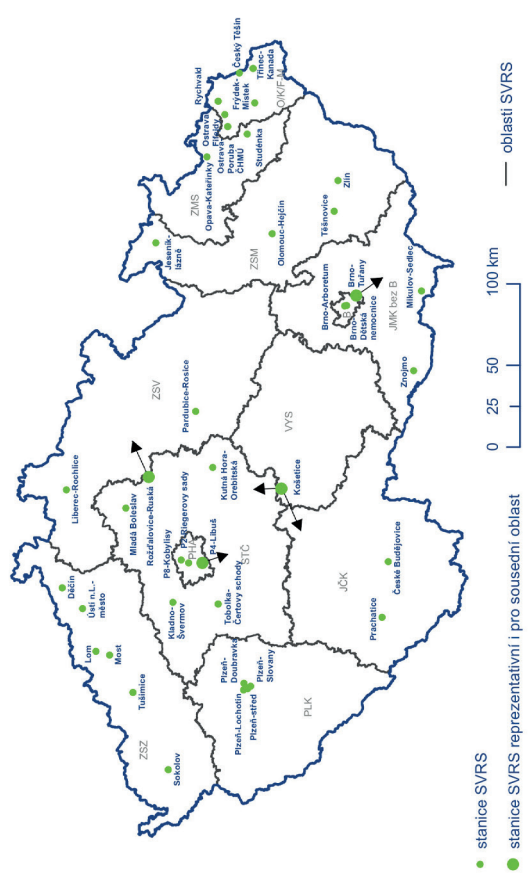 Liberec-Rochlice
Děčín
Ústí n.L.-
město
Lom
Most
Tušimice
ZSZ
Sokolov
Mladá Boleslav
Rožďalovice-Ruská
ZSV
Pardubice-Rosice
Jeseník-
lázně
ZMS
Opava-Kateřinky
Ostrava
Fifejdy
Ostrava
Poruba
ČHMÚ
Studénka
Rychvald
Frýdek-
Místek
Český Těšín
Třinec-
Kanada
O/K/F-M
P8-Kobylisy
P2-Riegerovy sady
PHA
P4-Libuš
STČ
Kutná Hora-
Orebitská
Kladno-
Švermov
Tobolka-
Čertovy schody
Plzeň-
Doubravka
Plzeň-Lochotín
Plzeň-
Slovany
Plzeň-střed
PLK
Košetice
VYS
JČK
Prachatice
České Budějovice
ZSM
Olomouc-Hejčín
Těšnovice
Zlín
Brno-Arboretum
B
Brno-
Tuřany
Brno-
Dětská
nemocnice
JMK bez B
Mikulov-Sedlec
Znojmo
stanice SVRS
stanice SVRS reprezentativní i pro sousední oblast
0 25 50 100 km
oblasti SVRS